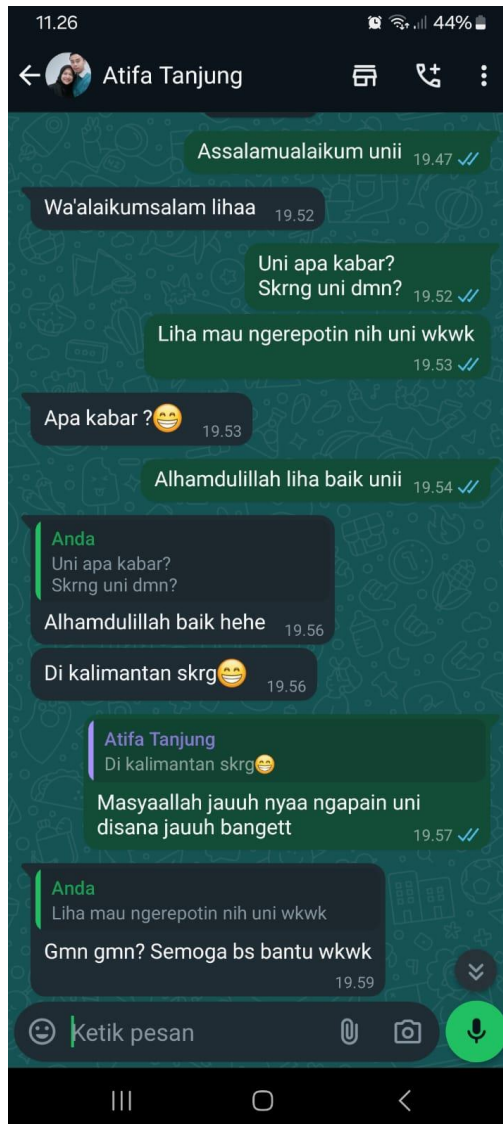 11.26 44%
Atifa Tanjung
Assalamualaikum unii 19.47
Wa'alaikumsalam lihaa 19.52
Uni apa kabar?
Skrng uni dmn? 19.52
Liha mau ngerepotin nih uni wkwk
19.53
Apa kabar ?😁 19.53
Alhamdulillah liha baik unii 19.54
Anda
Uni apa kabar?
Skrng uni dmn?
Alhamdulillah baik hehe 19.56
Di kalimantan skrg😁 19.56
Atifa Tanjung
Di kalimantan skrg😁
Masyaallah jauuh nyaa ngapain uni
disana jauuh bangett 19.57
Anda
Liha mau ngerepotin nih uni wkwk
Gmn gmn? Semoga bs bantu wkwk
19.59
Ketik pesan